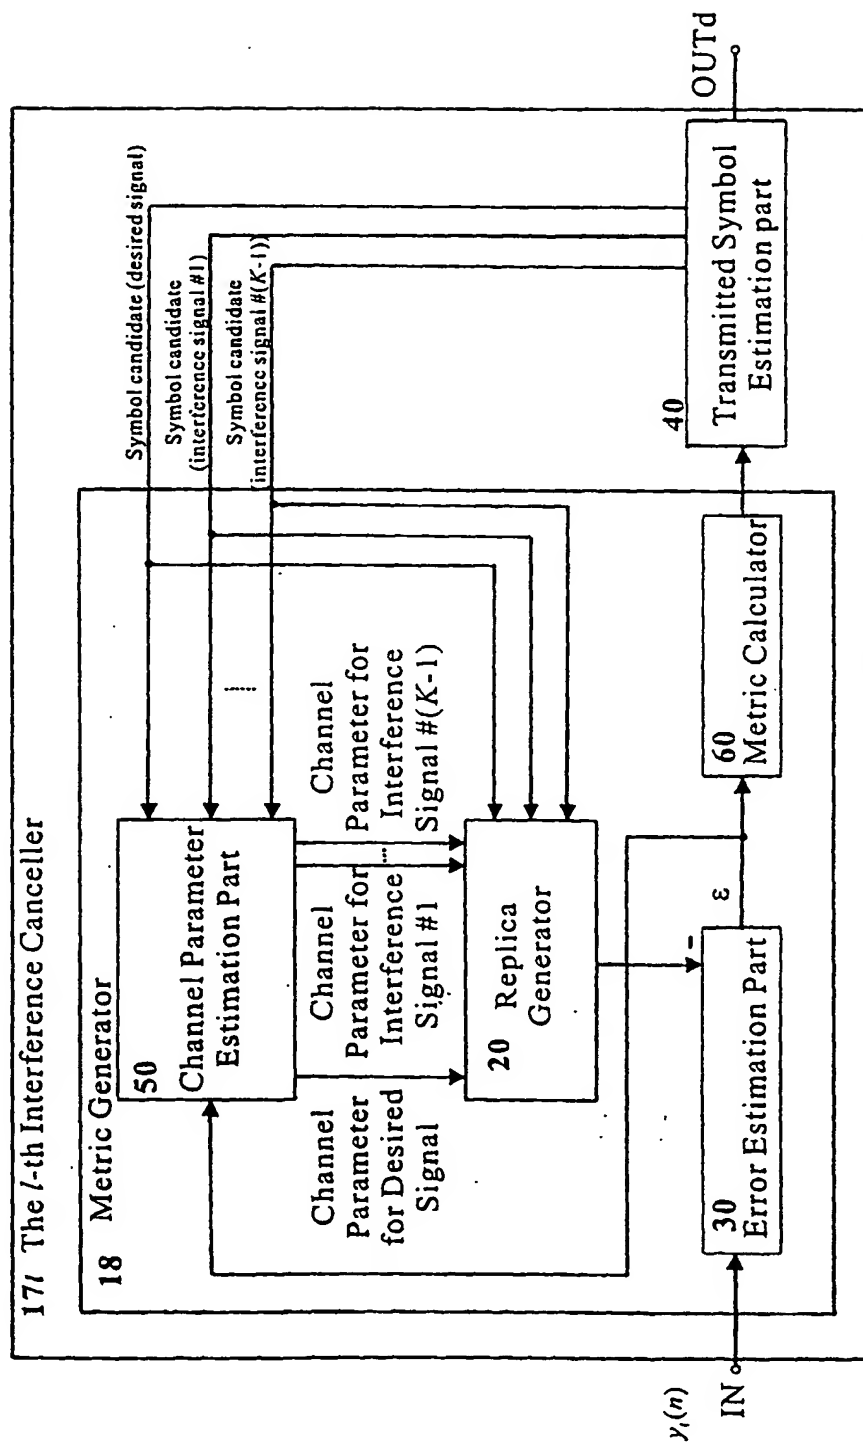 17l The l-th Interference Canceller
18 Metric Generator
50
Channel Parameter
Estimation Part
Symbol candidate (desired signal)
Symbol candidate
(interference signal #1)
Symbol candidate
(interference signal #(K-1))
Channel
Parameter
for Desired
Signal
Channel
Parameter for
Interference
Signal #1
Channel
Parameter for
Interference
Signal #(K-1)
20 Replica
Generator
30
Error Estimation Part
-
ε
60
Metric Calculator
40
Transmitted Symbol
Estimation part
y_l(n)
IN
OUTd